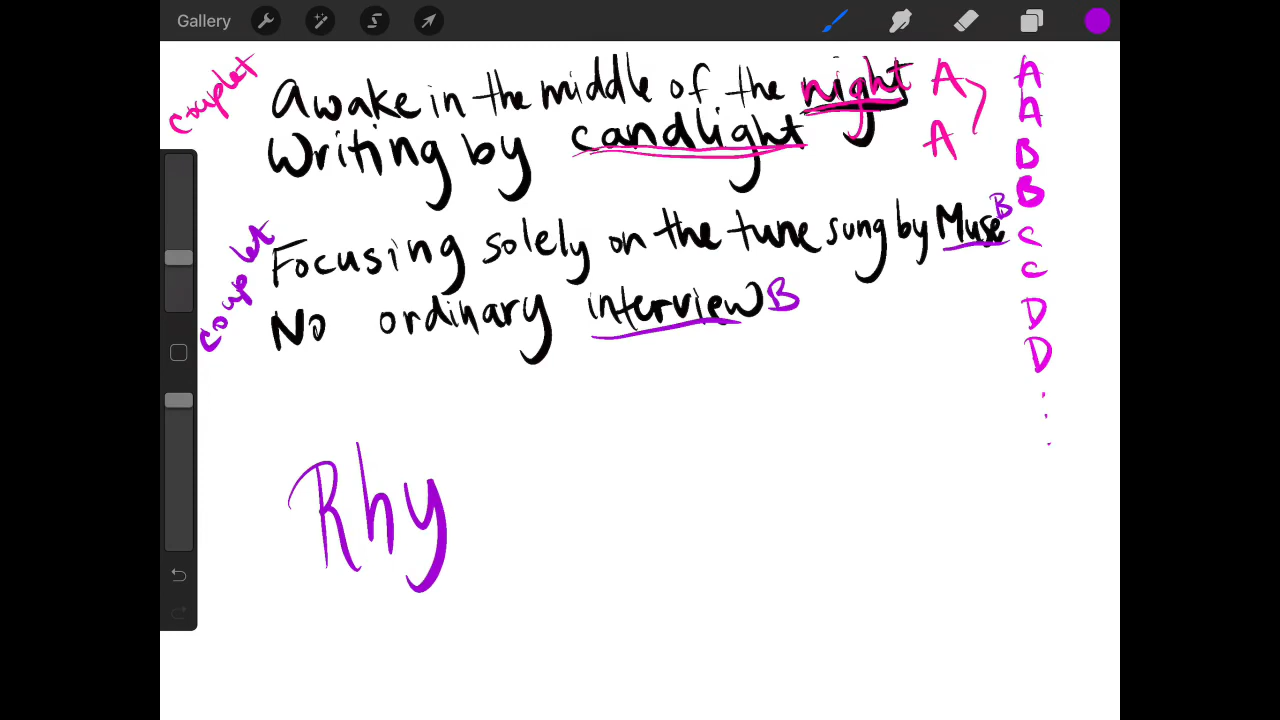 Gallery
couplet Awake in the middle of the night A
Writing by candlight A
couplet Focusing solely on the tune sung by Muse B
No ordinary interview B
A
A
B
B
C
C
D
D
Rhy